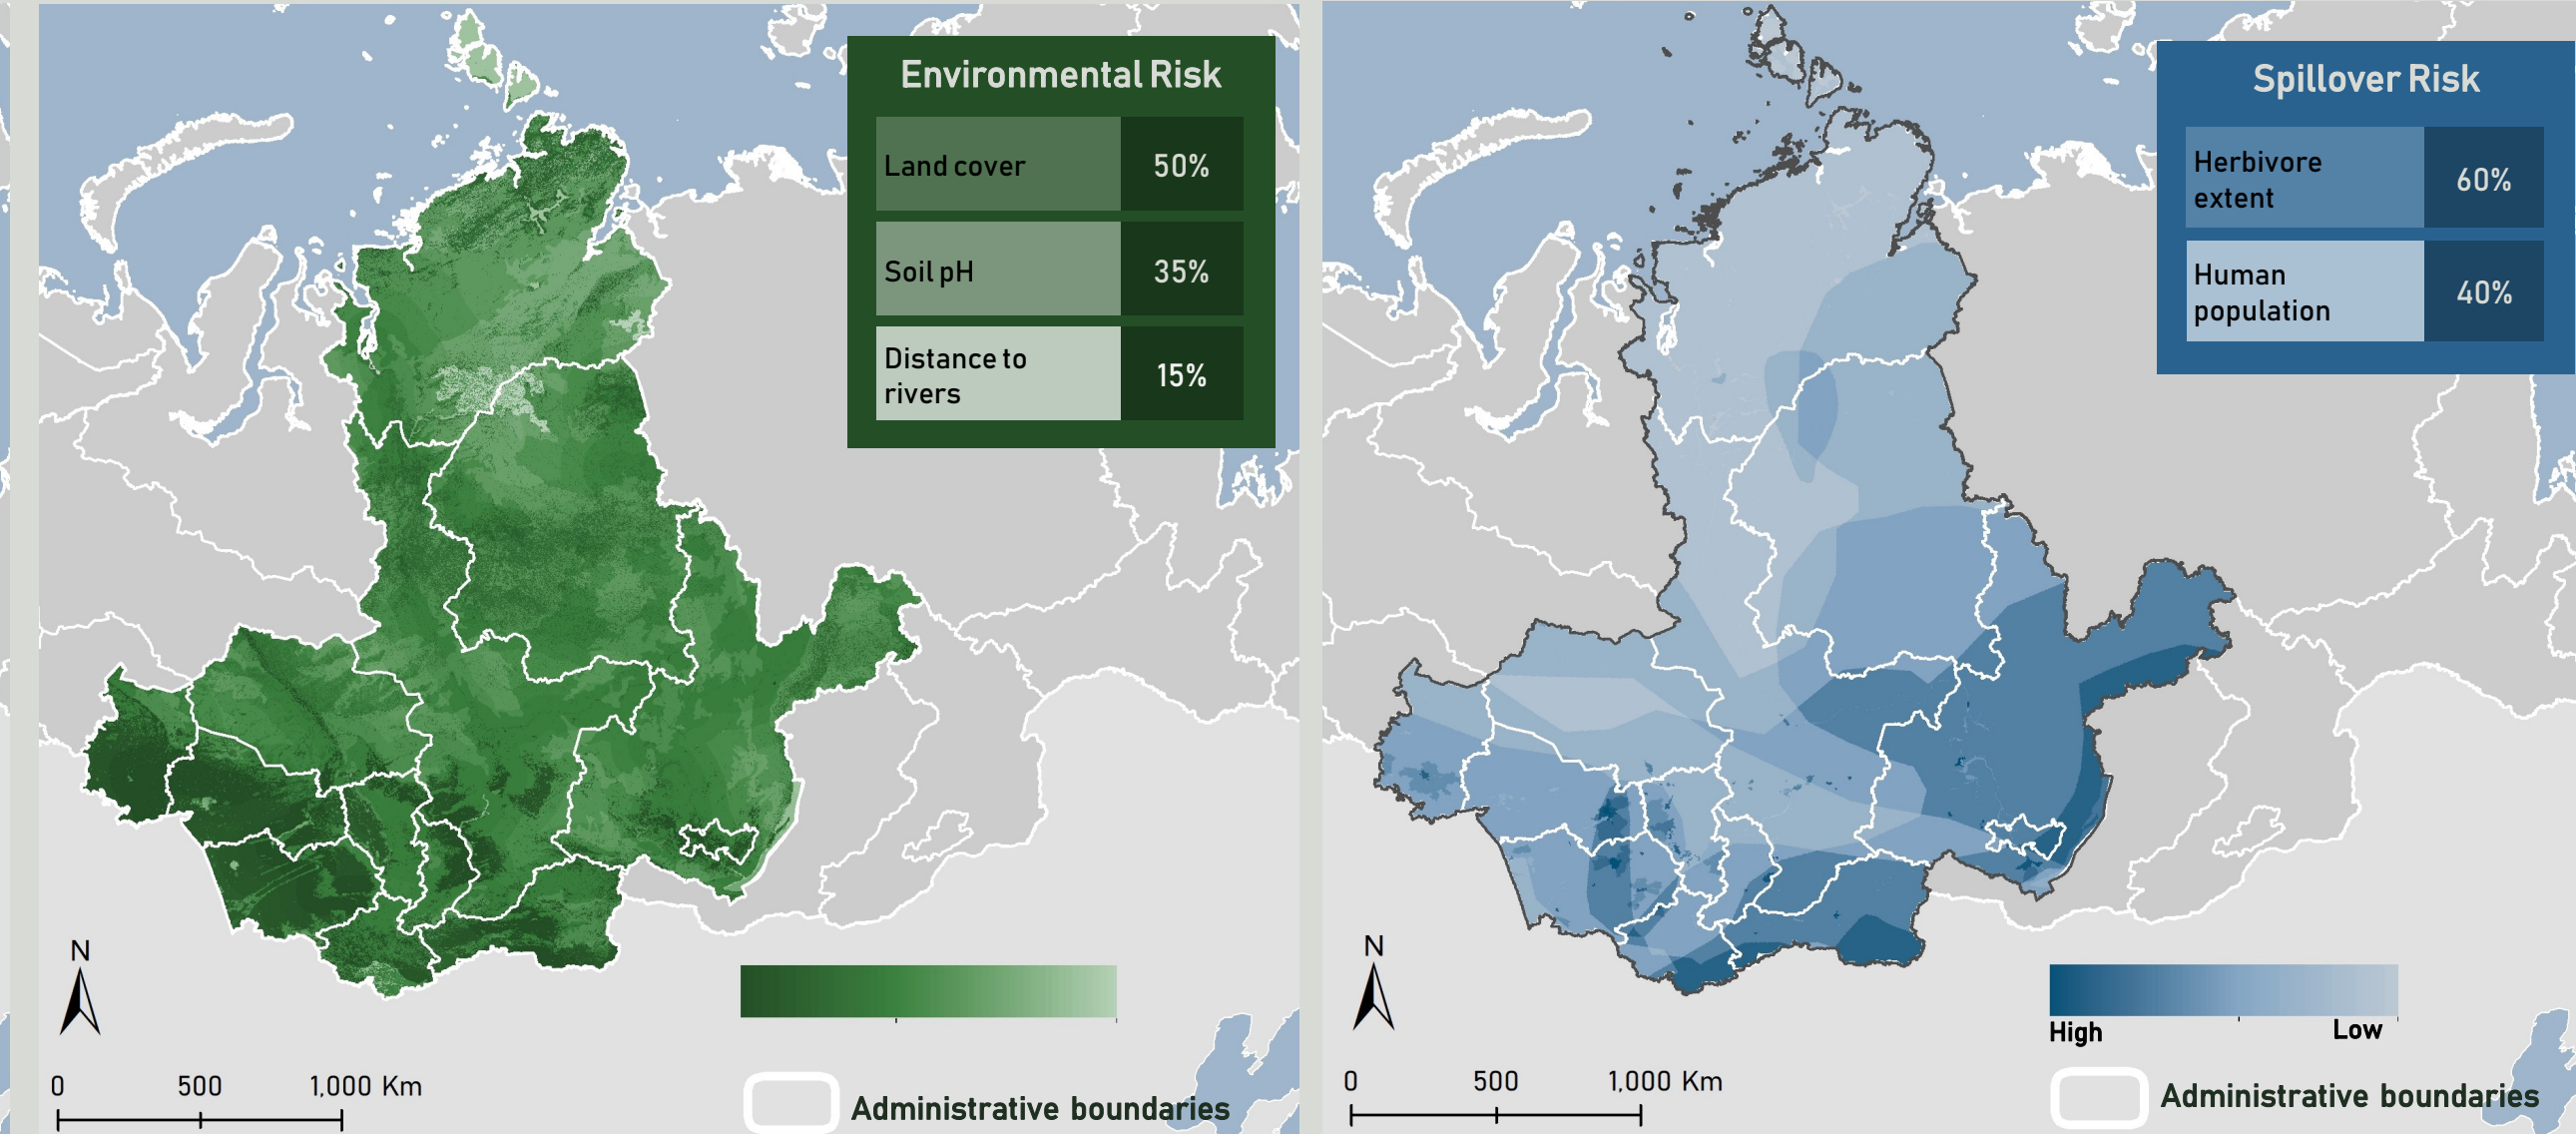 Environmental Risk
Land cover
50%
Soil pH
35%
Distance to
rivers
15%
N
0
500
1,000 Km
Administrative boundaries
Spillover Risk
Herbivore
extent
60%
Human
population
40%
N
High
Low
0
500
1,000 Km
Administrative boundaries